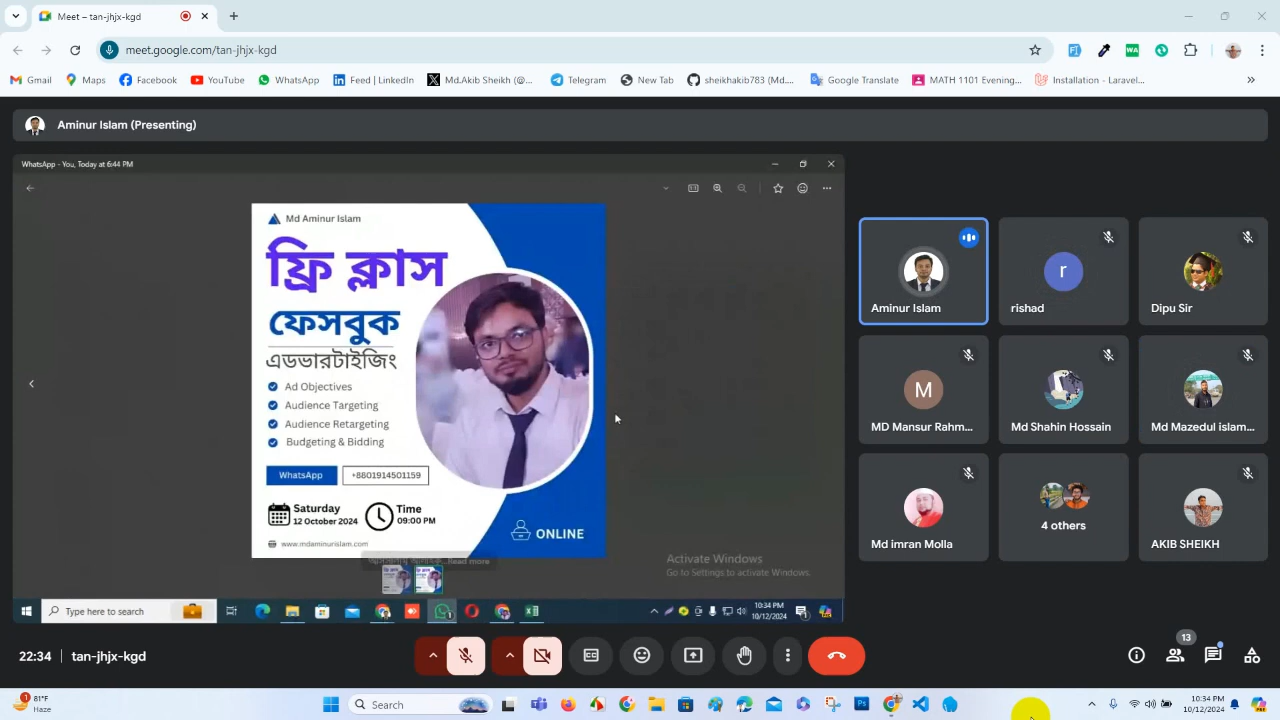 Meet – tan-jhjx-kgd
meet.google.com/tan-jhjx-kgd
Gmail
Maps
Facebook
YouTube
WhatsApp
Feed | LinkedIn
Md.Akib Sheikh (@...
Telegram
New Tab
sheikhakib783 (Md....
Google Translate
MATH 1101 Evening...
Installation - Laravel...
Aminur Islam (Presenting)
WhatsApp - You, Today at 6:44 PM
Md Aminur Islam
ফ্রি ক্লাস
ফেসবুক
এডভারটাইজিং
Ad Objectives
Audience Targeting
Audience Retargeting
Budgeting & Bidding
WhatsApp
+8801914501159
Saturday
12 October 2024
Time
09:00 PM
ONLINE
www.mdaminurislam.com
Read more
Activate Windows
Go to Settings to activate Windows.
Type here to search
10:34 PM
10/12/2024
Aminur Islam
r
rishad
Dipu Sir
M
MD Mansur Rahm...
Md Shahin Hossain
Md Mazedul islam...
Md imran Molla
4 others
AKIB SHEIKH
22:34
tan-jhjx-kgd
13
1
81°F
Haze
Search
10:34 PM
10/12/2024